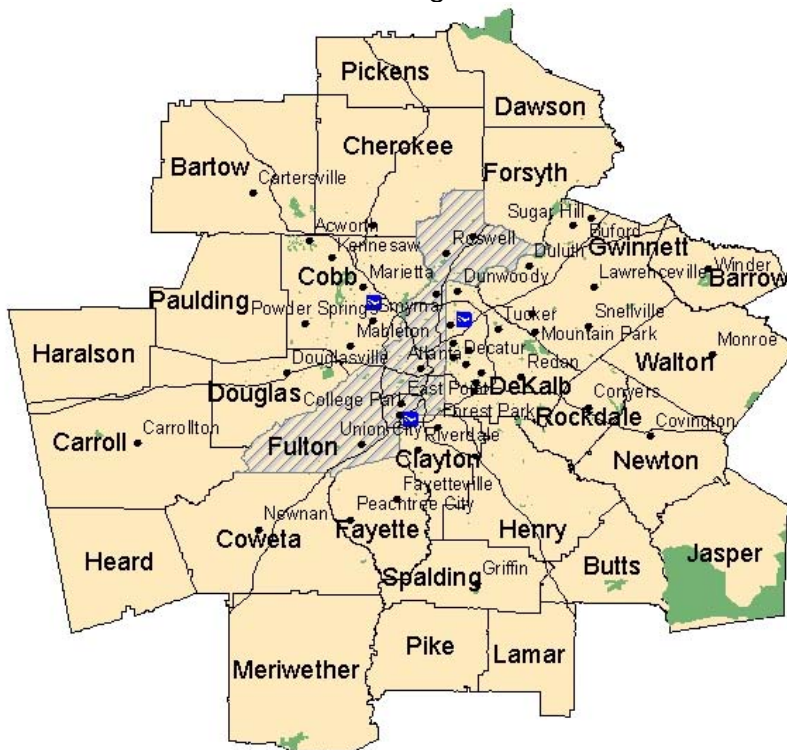 Pickens
Dawson
Cherokee
Bartow
Cartersville
Forsyth
Sugar Hill
Buford
Acworth
Roswell
Kennesaw
Duluth
Gwinnett
Cobb
Marietta
Dunwoody
Lawrenceville
Winder
Barrow
Paulding
Powder Springs
Smyrna
Tucker
Snellville
Mableton
Mountain Park
Monroe
Haralson
Douglasville
Atlanta
Decatur
Redan
Walton
Douglas
East Point
DeKalb
Conyers
College Park
Forest Park
Rockdale
Covington
Carroll
Carrollton
Fulton
Union City
Riverdale
Clayton
Newton
Fayetteville
Peachtree City
Newnan
Coweta
Fayette
Henry
Heard
Spalding
Griffin
Butts
Jasper
Meriwether
Pike
Lamar